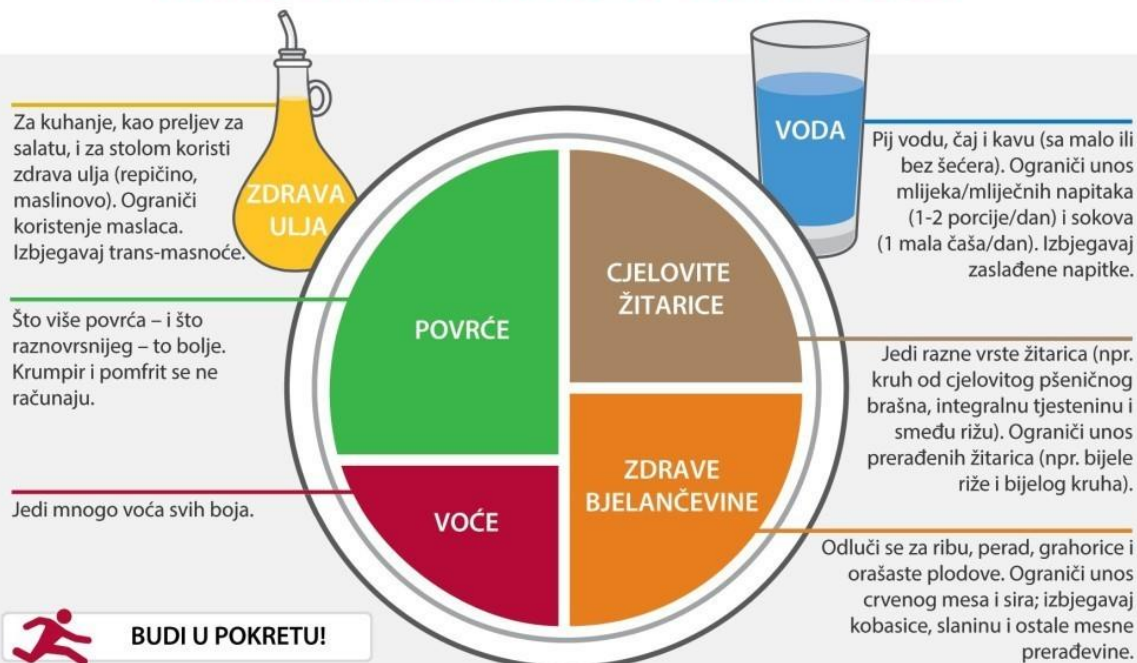 Za kuhanje, kao preljev za
salatu, i za stolom koristi
zdrava ulja (repičino,
maslinovo). Ograniči
koristenje maslaca.
Izbjegavaj trans-masnoće.
ZDRAVA
ULJA
VODA
Pij vodu, čaj i kavu (sa malo ili
bez šećera). Ograniči unos
mlijeka/mliječnih napitaka
(1-2 porcije/dan) i sokova
(1 mala čaša/dan). Izbjegavaj
zaslađene napitke.
Što više povrća – i što
raznovrsnijeg – to bolje.
Krumpir i pomfrit se ne
računaju.
POVRĆE
CJELOVITE
ŽITARICE
Jedi razne vrste žitarica (npr.
kruh od cjelovitog pšeničnog
brašna, integralnu tjesteninu i
smeđu rižu). Ograniči unos
prerađenih žitarica (npr. bijele
riže i bijelog kruha).
Jedi mnogo voća svih boja.
VOĆE
ZDRAVE
BJELANČEVINE
Odluči se za ribu, perad, grahorice i
orašaste plodove. Ograniči unos
crvenog mesa i sira; izbjegavaj
kobasice, slaninu i ostale mesne
prerađevine.
BUDI U POKRETU!